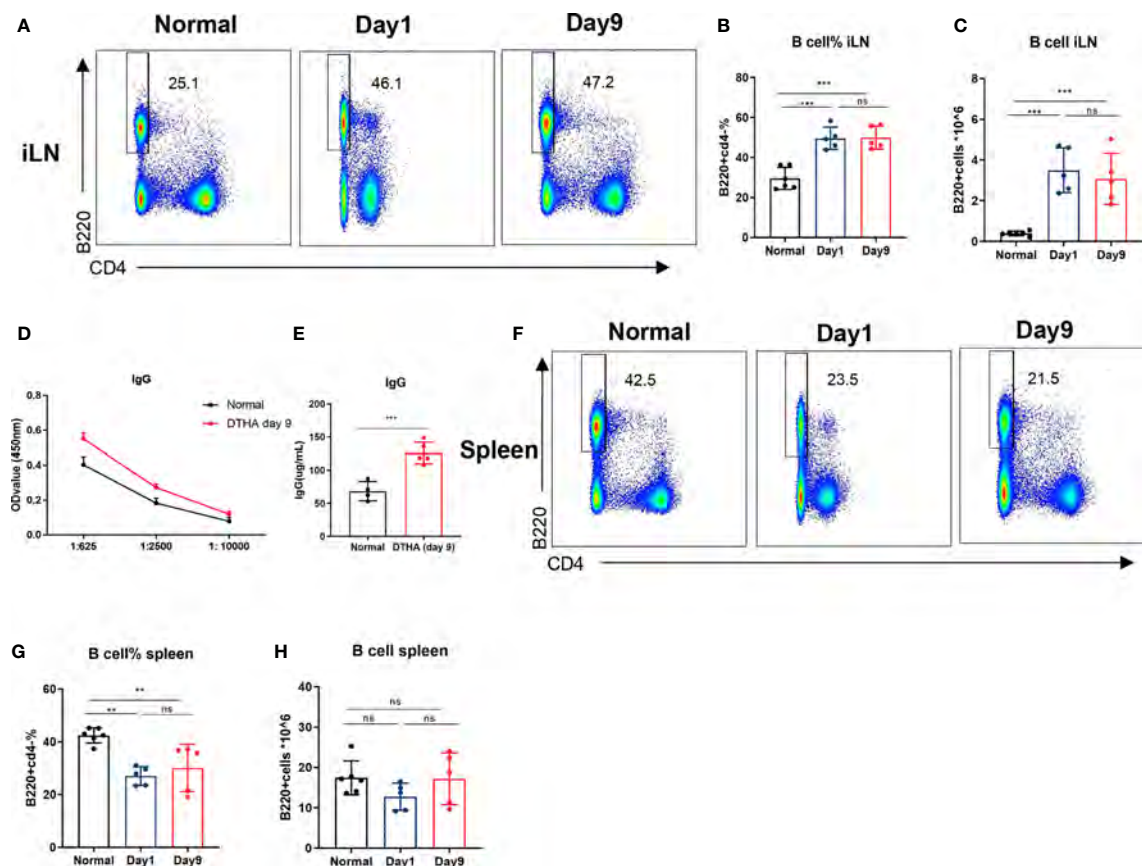 A
Normal
Day1
Day9
25.1
46.1
47.2
iLN
B220
CD4
B
B cell% iLN
B220+cd4-%
80
60
40
20
0
***
***
ns
Normal
Day1
Day9
C
B cell iLN
B220+cells *10^6
8
6
4
2
0
***
***
ns
Normal
Day1
Day9
D
IgG
ODvalue (450nm)
0.8
0.6
0.4
0.2
0.0
Normal
DTHA day 9
1:625
1:2500
1: 10000
E
IgG
IgG(ug/mL)
200
150
100
50
0
***
Normal
DTHA (day 9)
F
Normal
Day1
Day9
42.5
23.5
21.5
Spleen
B220
CD4
G
B cell% spleen
B220+cd4-%
60
40
20
0
**
**
ns
Normal
Day1
Day9
H
B cell spleen
B220+cells *10^6
40
30
20
10
0
ns
ns
ns
Normal
Day1
Day9